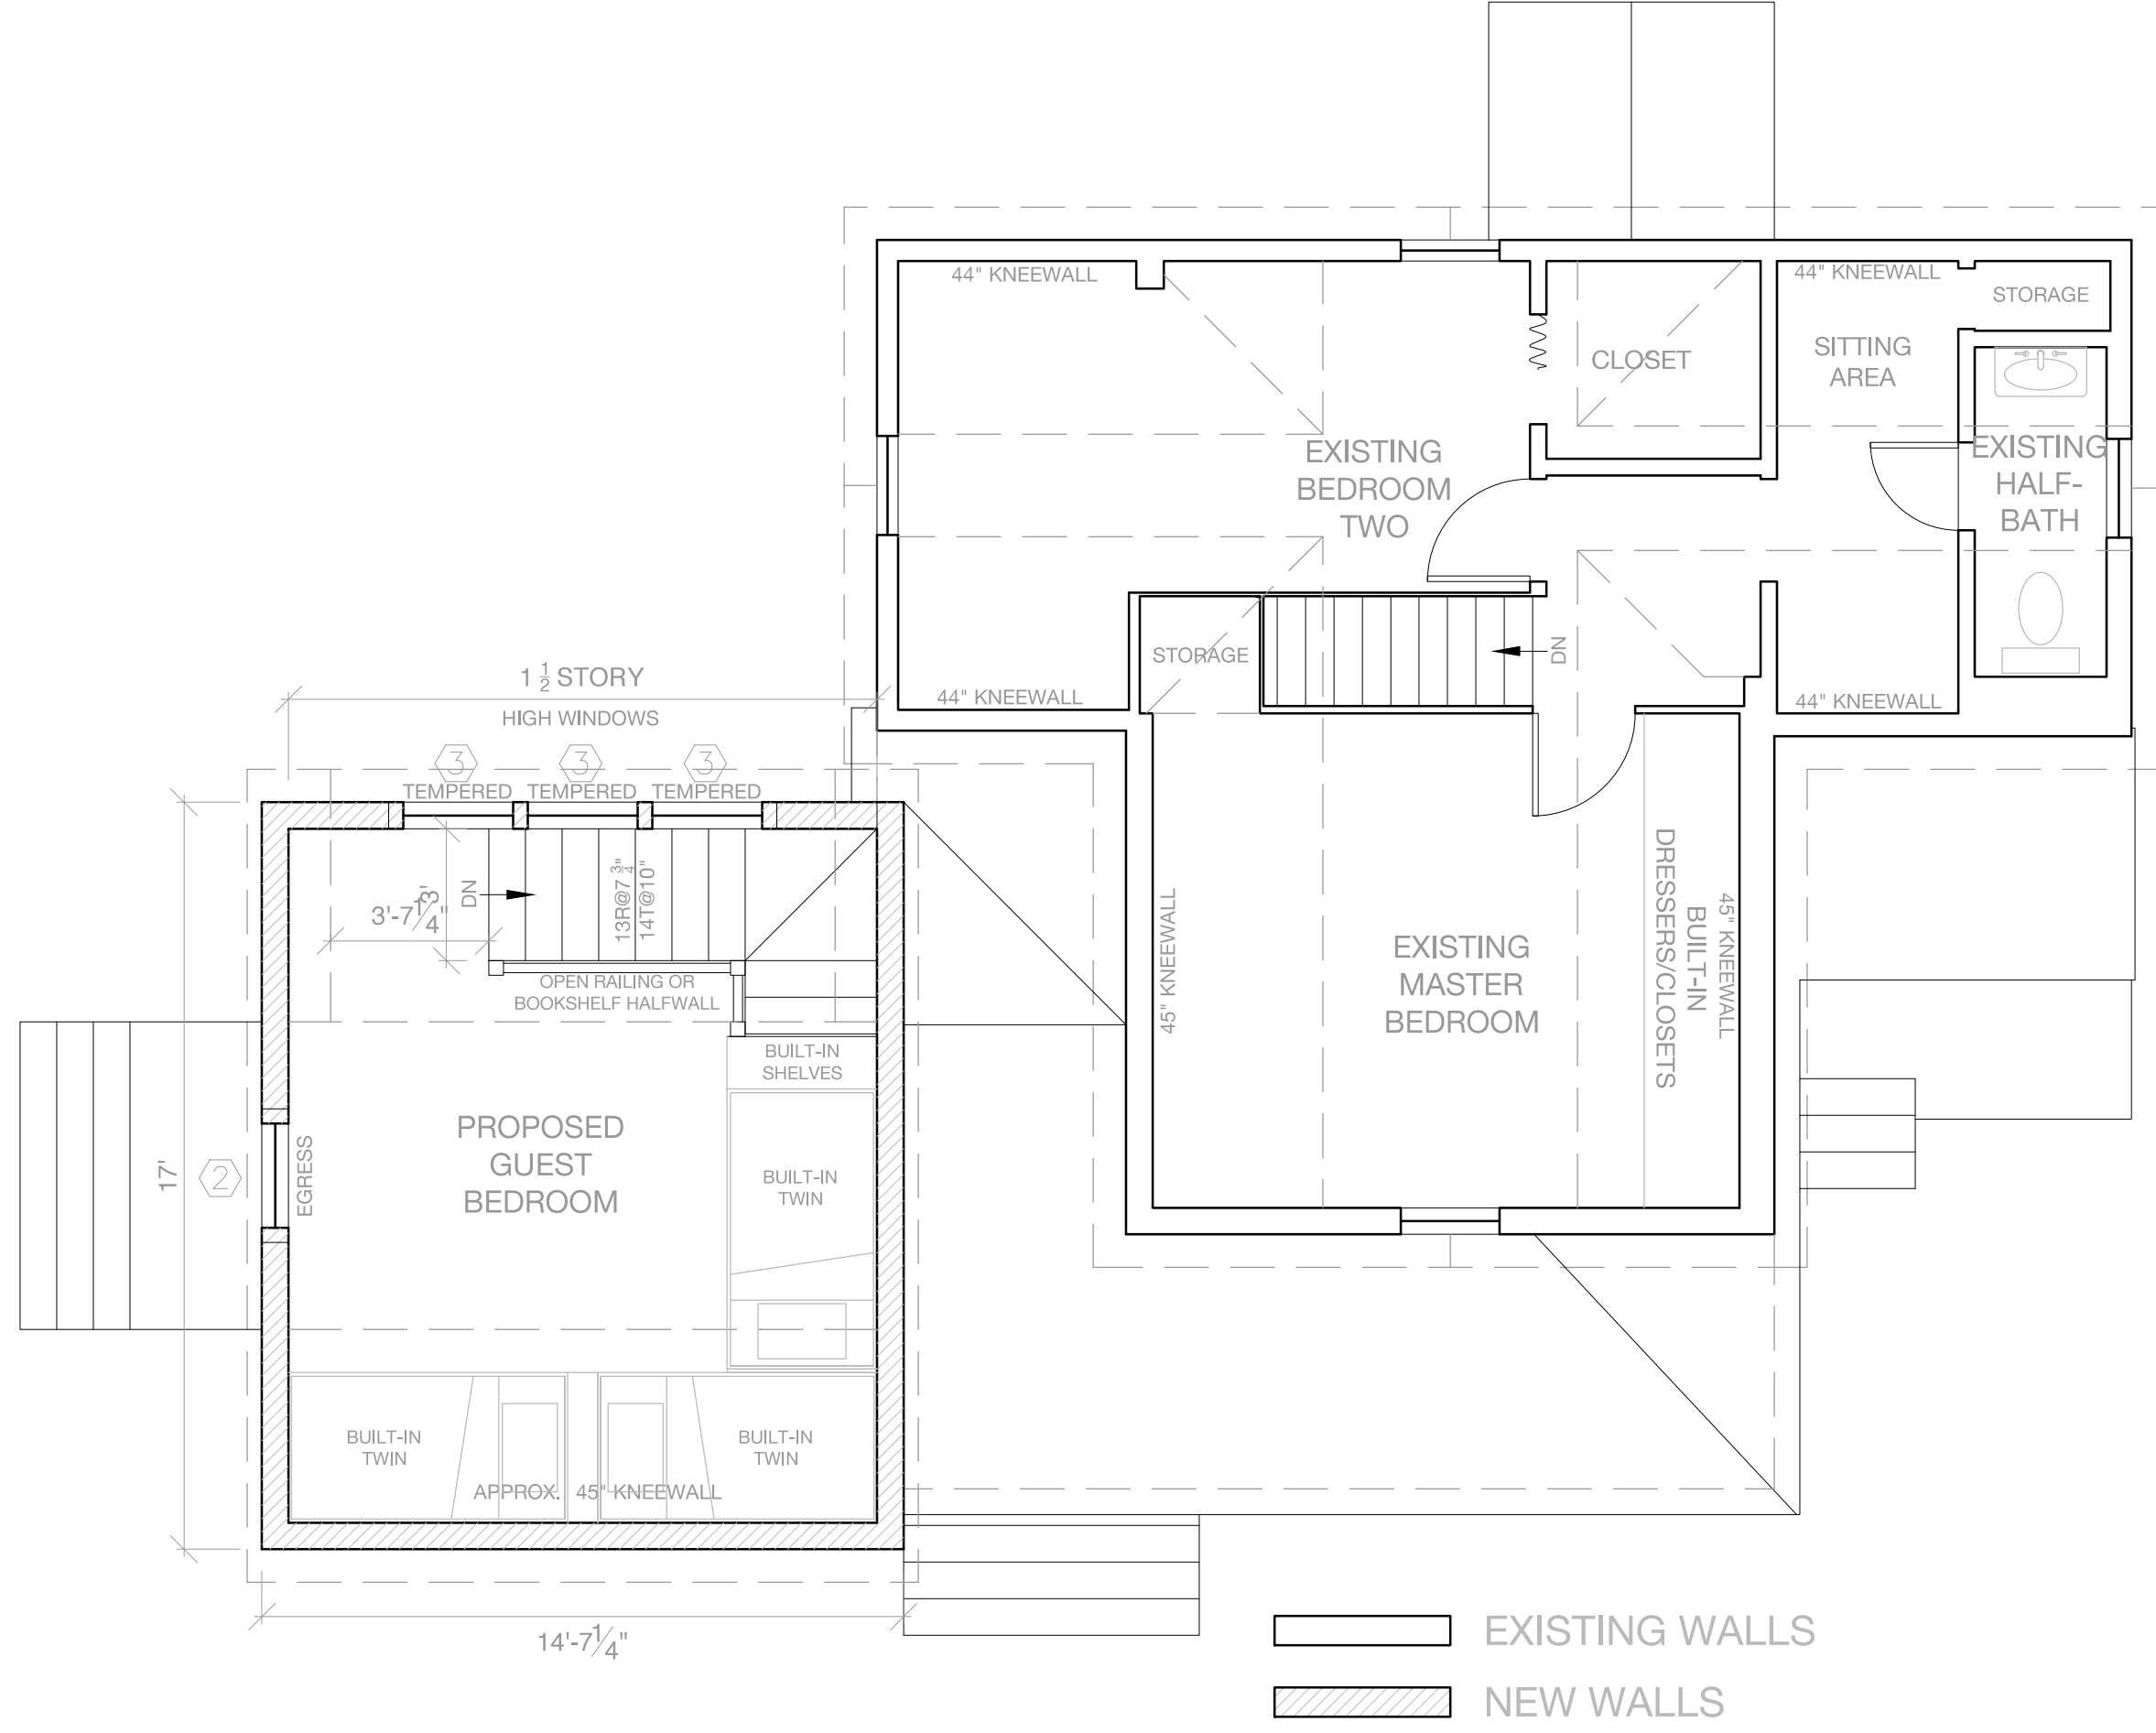 44" KNEEWALL
44" KNEEWALL
STORAGE
SITTING
AREA
CLOSET
EXISTING
BEDROOM
TWO
EXISTING
HALF-
BATH
STORAGE
DN
44" KNEEWALL
44" KNEEWALL
1 1/2 STORY
HIGH WINDOWS
3
3
3
TEMPERED
TEMPERED
TEMPERED
3'
3'-7 1/4"
DN
13R@7 3/4"
14T@10"
OPEN RAILING OR
BOOKSHELF HALFWALL
45" KNEEWALL
EXISTING
MASTER
BEDROOM
BUILT-IN
DRESSERS/CLOSETS
45" KNEEWALL
BUILT-IN
SHELVES
PROPOSED
GUEST
BEDROOM
17'
2
EGRESS
BUILT-IN
TWIN
BUILT-IN
TWIN
BUILT-IN
TWIN
APPROX. 45" KNEEWALL
14'-7 1/4"
EXISTING WALLS
NEW WALLS